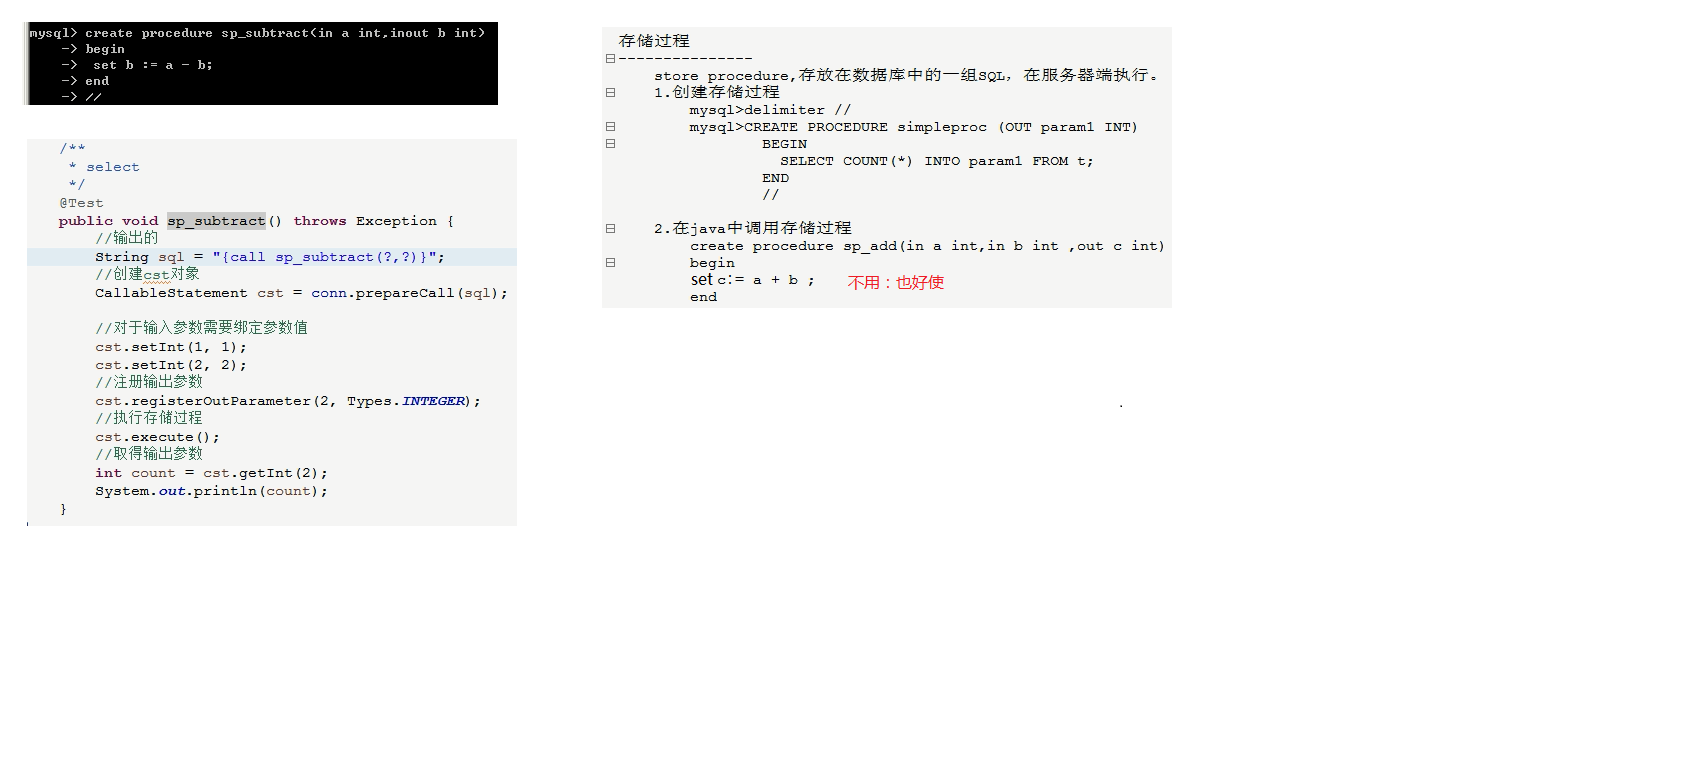 mysql> create procedure sp_subtract(in a int,inout b int)
-> begin
-> set b := a - b;
-> end
-> //
/**
* select
*/
@Test
public void sp_subtract() throws Exception {
//输出的
String sql = "{call sp_subtract(?,?)}";
//创建cst对象
CallableStatement cst = conn.prepareCall(sql);
//对于输入参数需要绑定参数值
cst.setInt(1, 1);
cst.setInt(2, 2);
//注册输出参数
cst.registerOutParameter(2, Types.INTEGER);
//执行存储过程
cst.execute();
//取得输出参数
int count = cst.getInt(2);
System.out.println(count);
}
存储过程
---------------
store procedure,存放在数据库中的一组SQL，在服务器端执行。
1.创建存储过程
mysql>delimiter //
mysql>CREATE PROCEDURE simpleproc (OUT param1 INT)
BEGIN
SELECT COUNT(*) INTO param1 FROM t;
END
//
2.在java中调用存储过程
create procedure sp_add(in a int,in b int ,out c int)
begin
set c:= a + b ; 不用：也好使
end